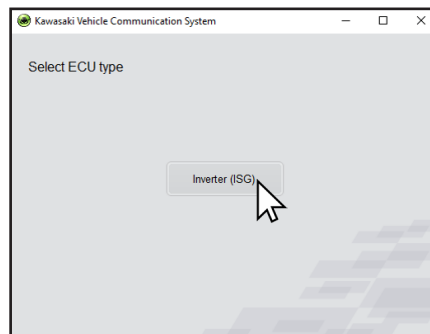 Kawasaki Vehicle Communication System
Select ECU type
Inverter (ISG)